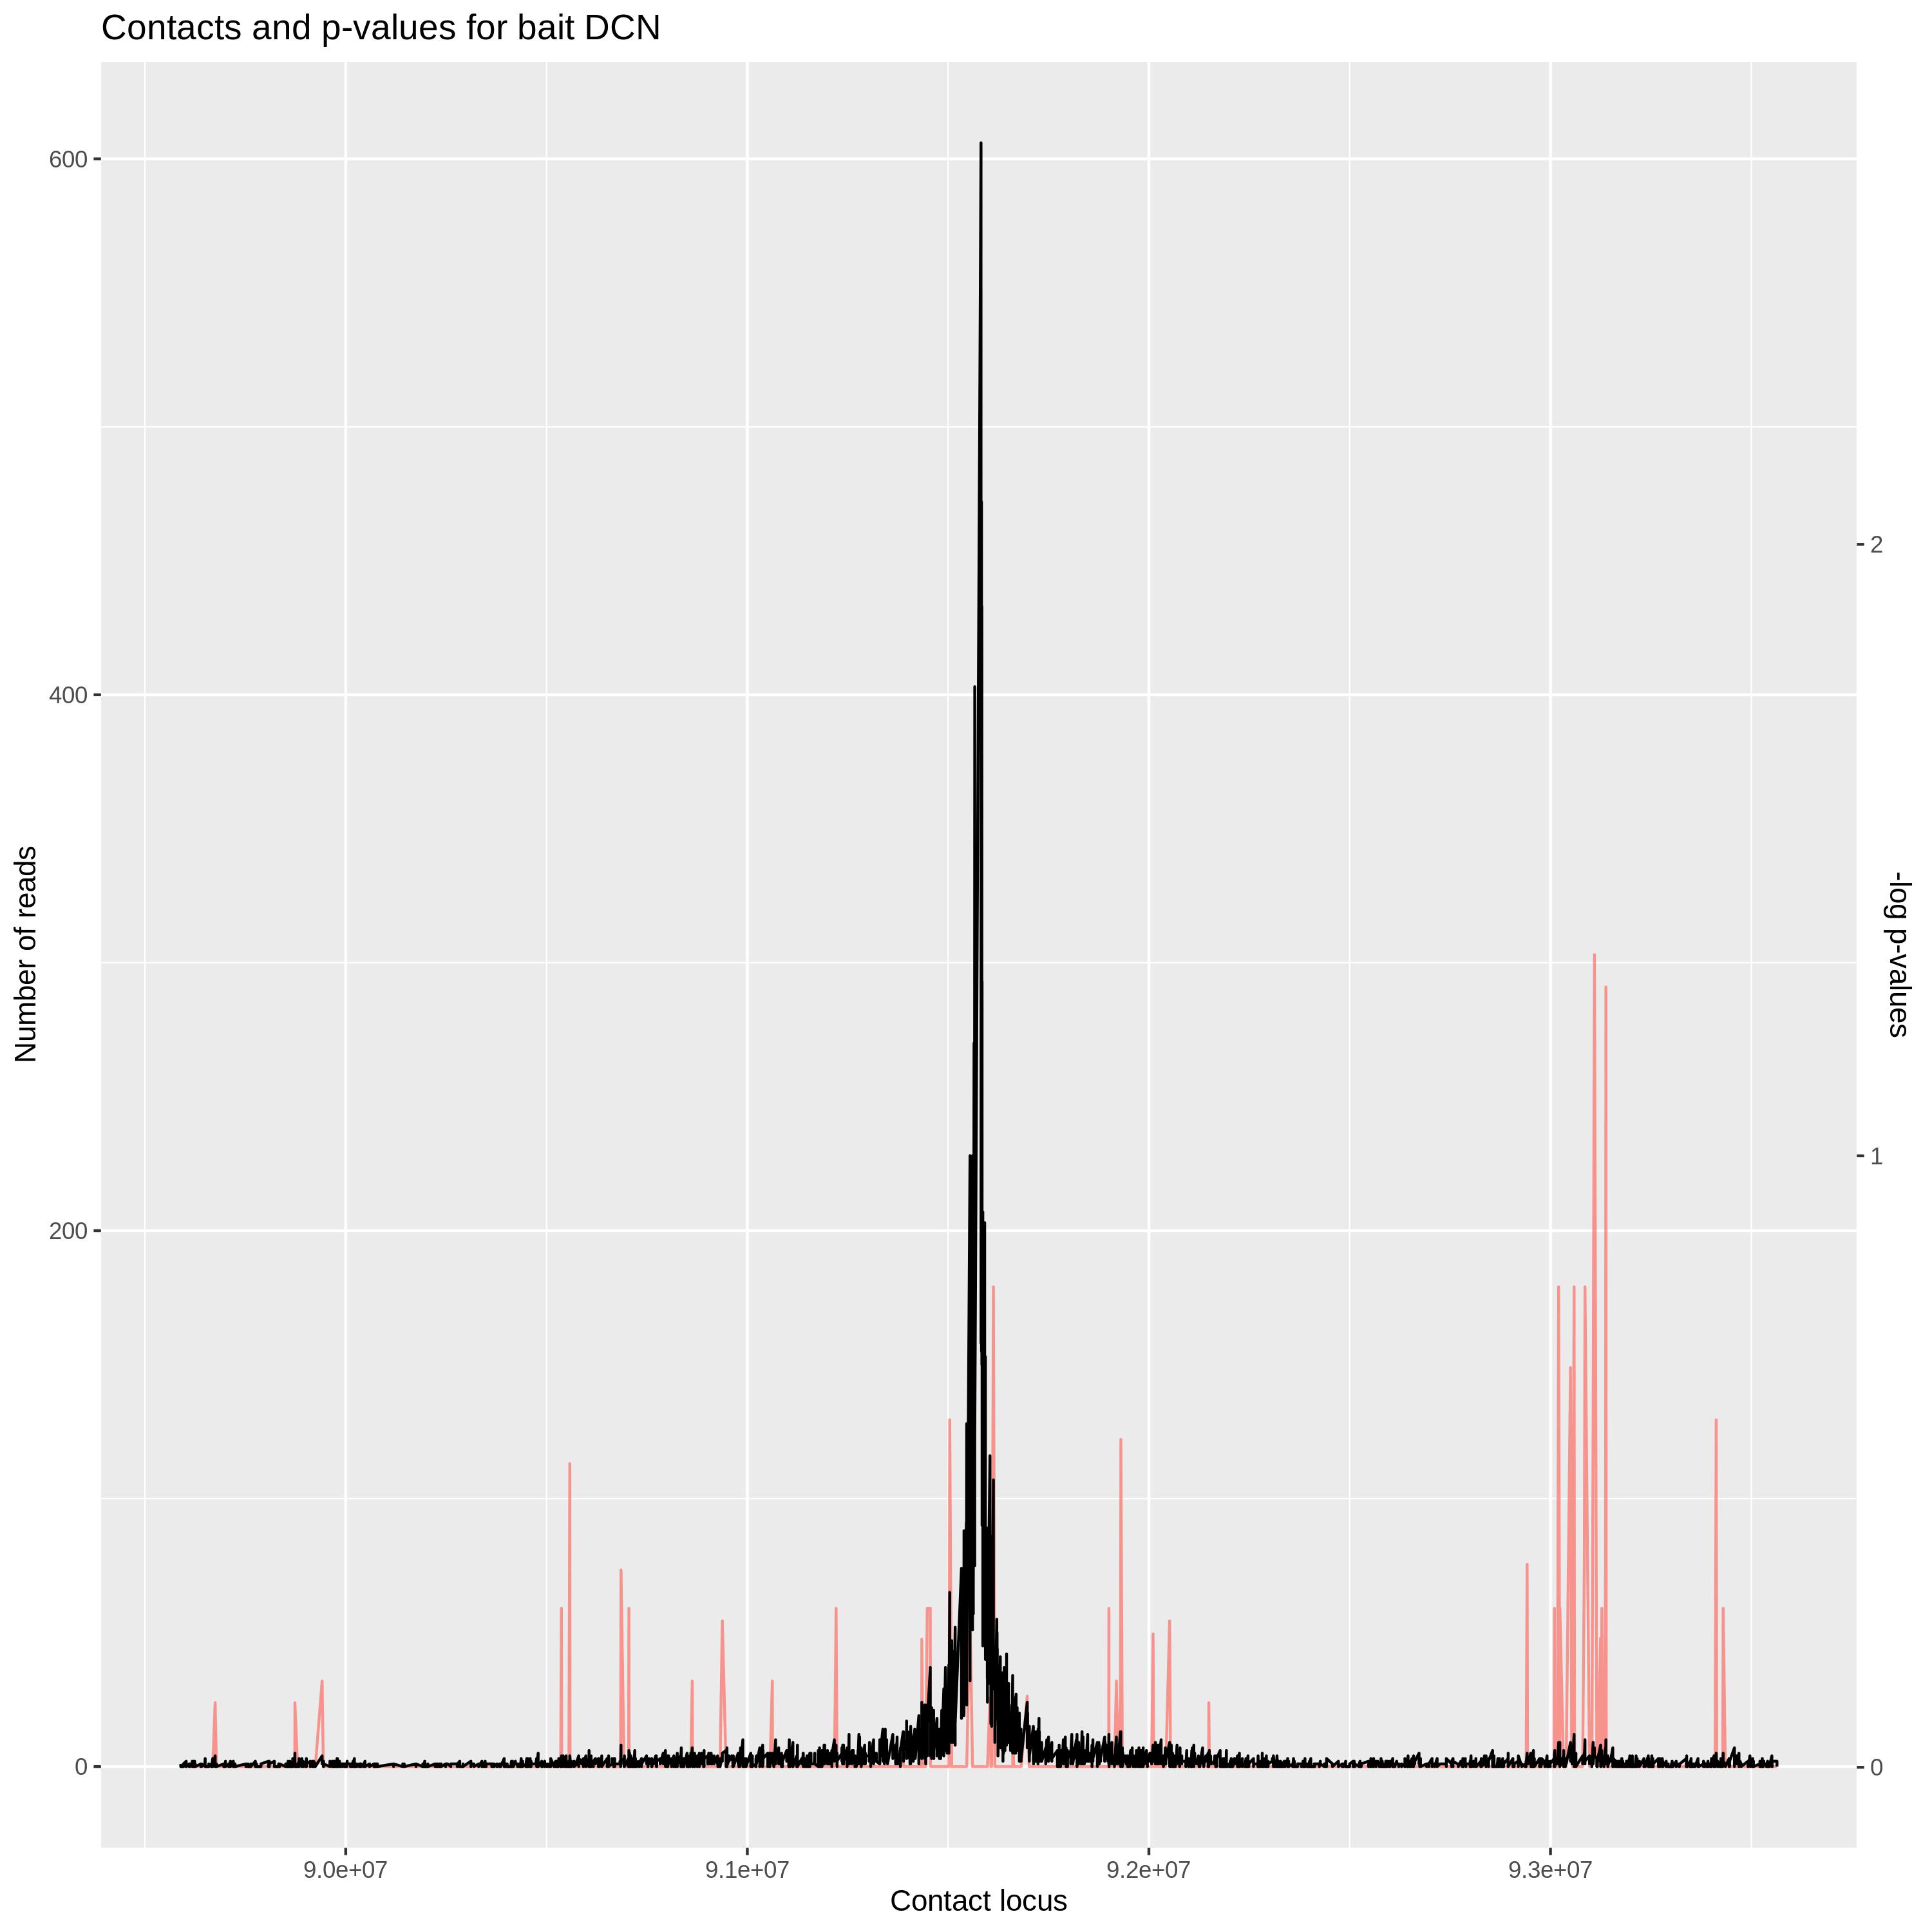 Contacts and p-values for bait DCN
600
400
200
0
Number of reads
2
1
0
-log p-values
9.0e+07 9.1e+07 9.2e+07 9.3e+07
Contact locus